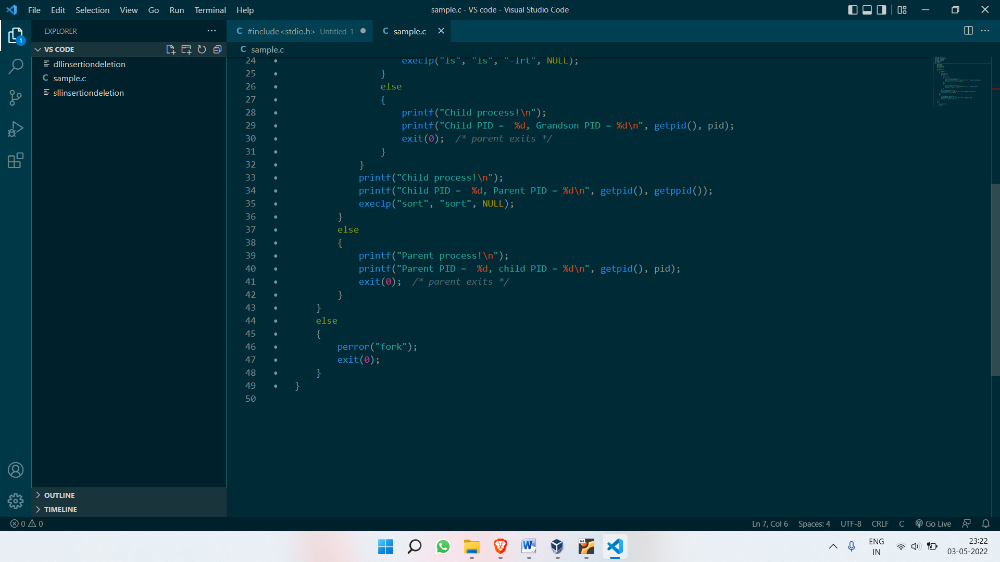 File Edit Selection View Go Run Terminal Help
sample.c - VS code - Visual Studio Code
EXPLORER
#include<stdio.h> Untitled-1
C sample.c
1
VS CODE
C sample.c
dllinsertiondeletion
C sample.c
sllinsertiondeletion
24 execlp("ls", "ls", "-lrt", NULL);
25 }
26 else
27 {
28 printf("Child process!\n");
29 printf("Child PID =  %d, Grandson PID = %d\n", getpid(), pid);
30 exit(0);  /* parent exits */
31 }
32 }
33 printf("Child process!\n");
34 printf("Child PID =  %d, Parent PID = %d\n", getpid(), getppid());
35 execlp("sort", "sort", NULL);
36 }
37 else
38 {
39 printf("Parent process!\n");
40 printf("Parent PID =  %d, child PID = %d\n", getpid(), pid);
41 exit(0);  /* parent exits */
42 }
43 }
44 else
45 {
46 perror("fork");
47 exit(0);
48 }
49 }
50
OUTLINE
TIMELINE
0 0
Ln 7, Col 6 Spaces: 4 UTF-8 CRLF C Go Live
W
64
ENG
IN
23:22
03-05-2022